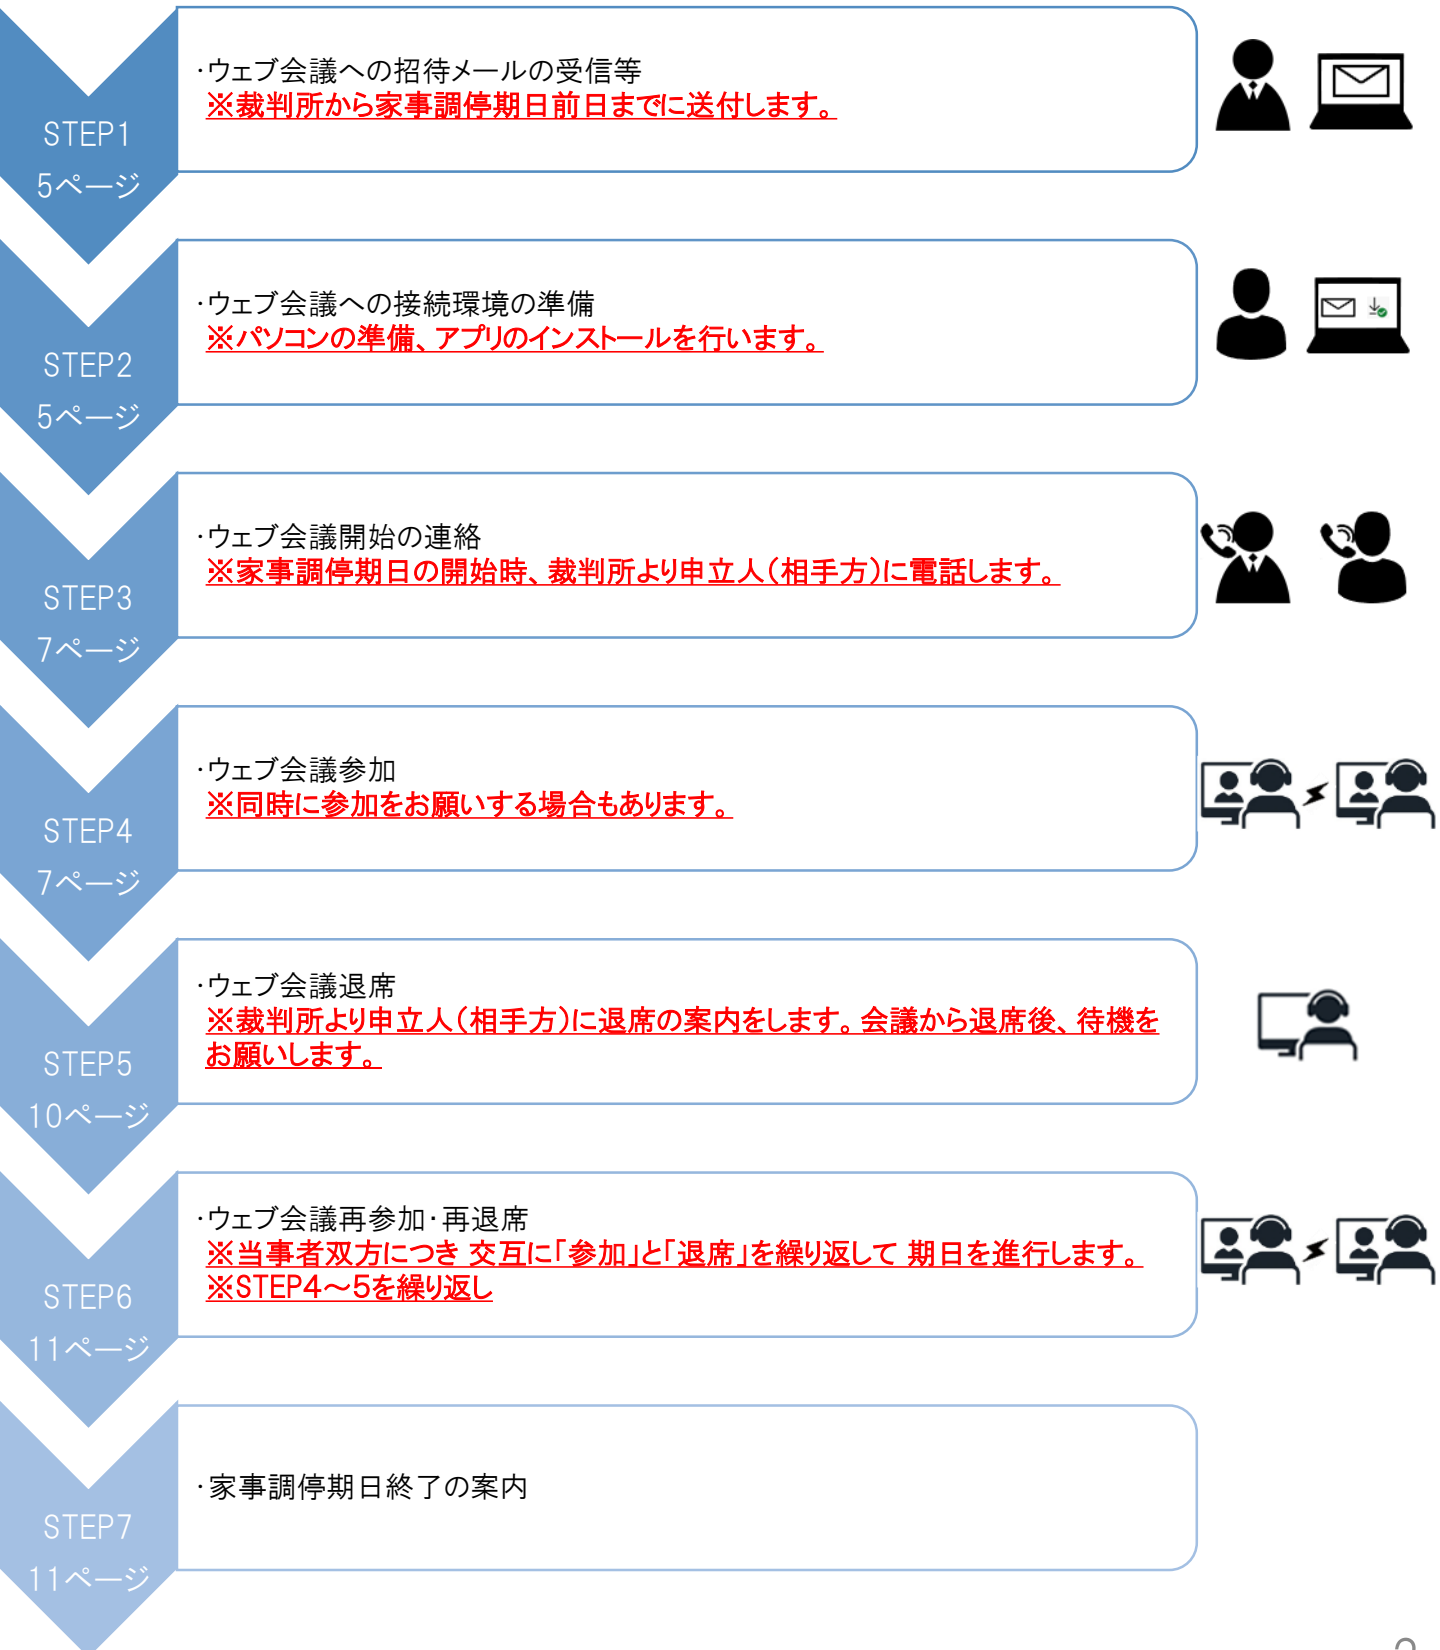 STEP1
5ページ
・ウェブ会議への招待メールの受信等
※裁判所から家事調停期日前日までに送付します。
STEP2
5ページ
・ウェブ会議への接続環境の準備
※パソコンの準備、アプリのインストールを行います。
STEP3
7ページ
・ウェブ会議開始の連絡
※家事調停期日の開始時、裁判所より申立人（相手方）に電話します。
STEP4
7ページ
・ウェブ会議参加
※同時に参加をお願いする場合もあります。
STEP5
10ページ
・ウェブ会議退席
※裁判所より申立人（相手方）に退席の案内をします。会議から退席後、待機を
お願いします。
STEP6
11ページ
・ウェブ会議再参加・再退席
※当事者双方につき 交互に「参加」と「退席」を繰り返して 期日を進行します。
※STEP4～5を繰り返し
STEP7
11ページ
・家事調停期日終了の案内